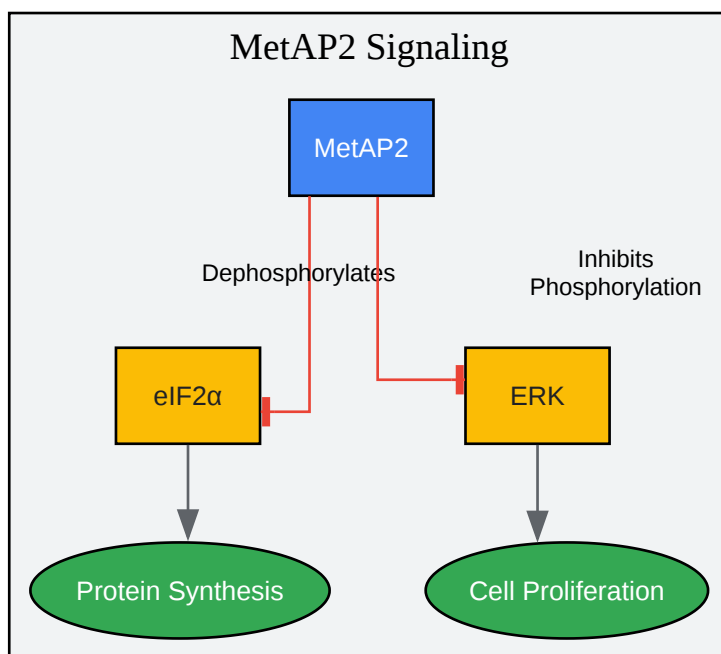 MetAP2 Signaling
MetAP2
Dephosphorylates
Inhibits
Phosphorylation
eIF2α
ERK
Protein Synthesis
Cell Proliferation